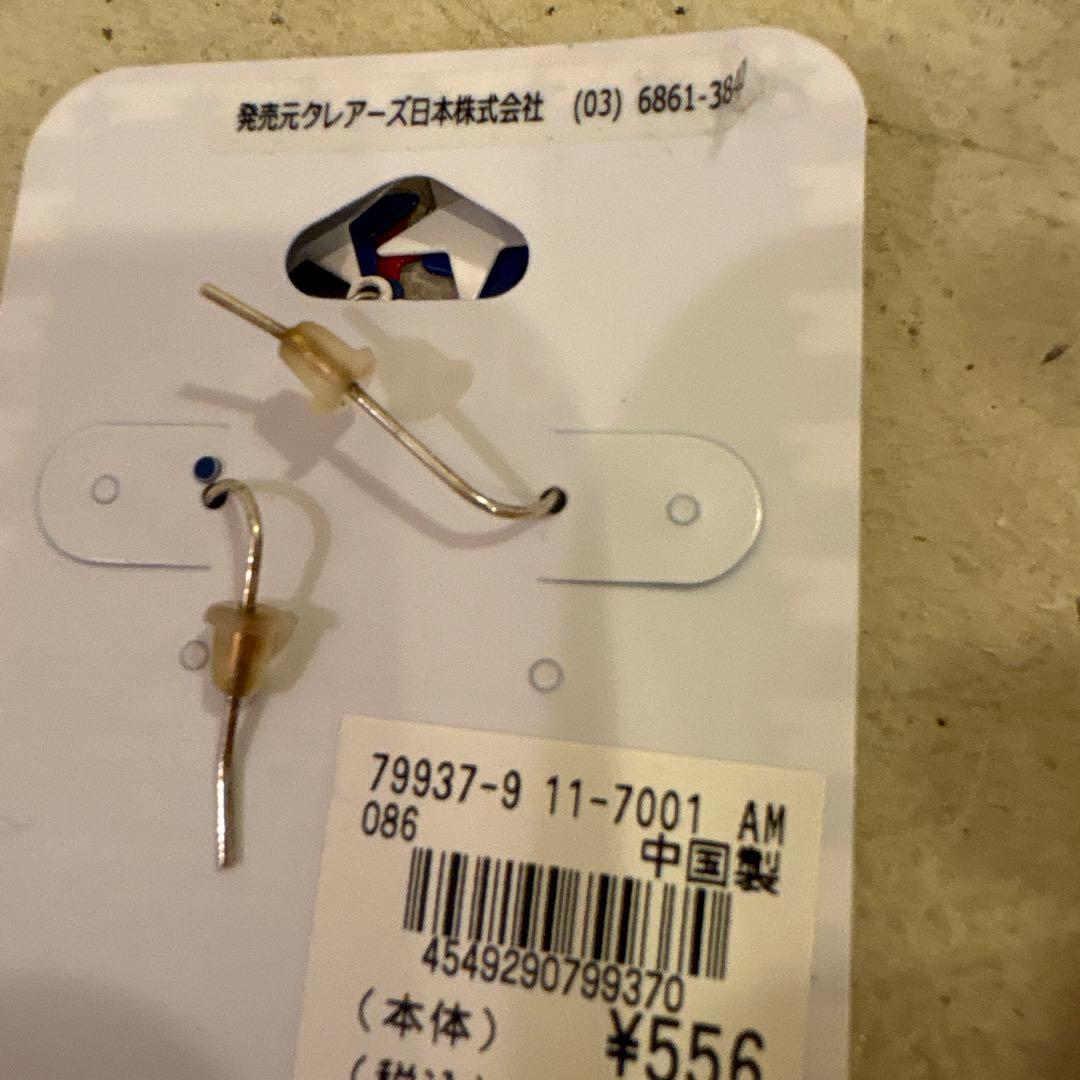 発売元タレアーズ日本株式会社 (03) 6861-38
79937-9 11-7001 AM
086
中国製
4549290799370
(本体) ¥556